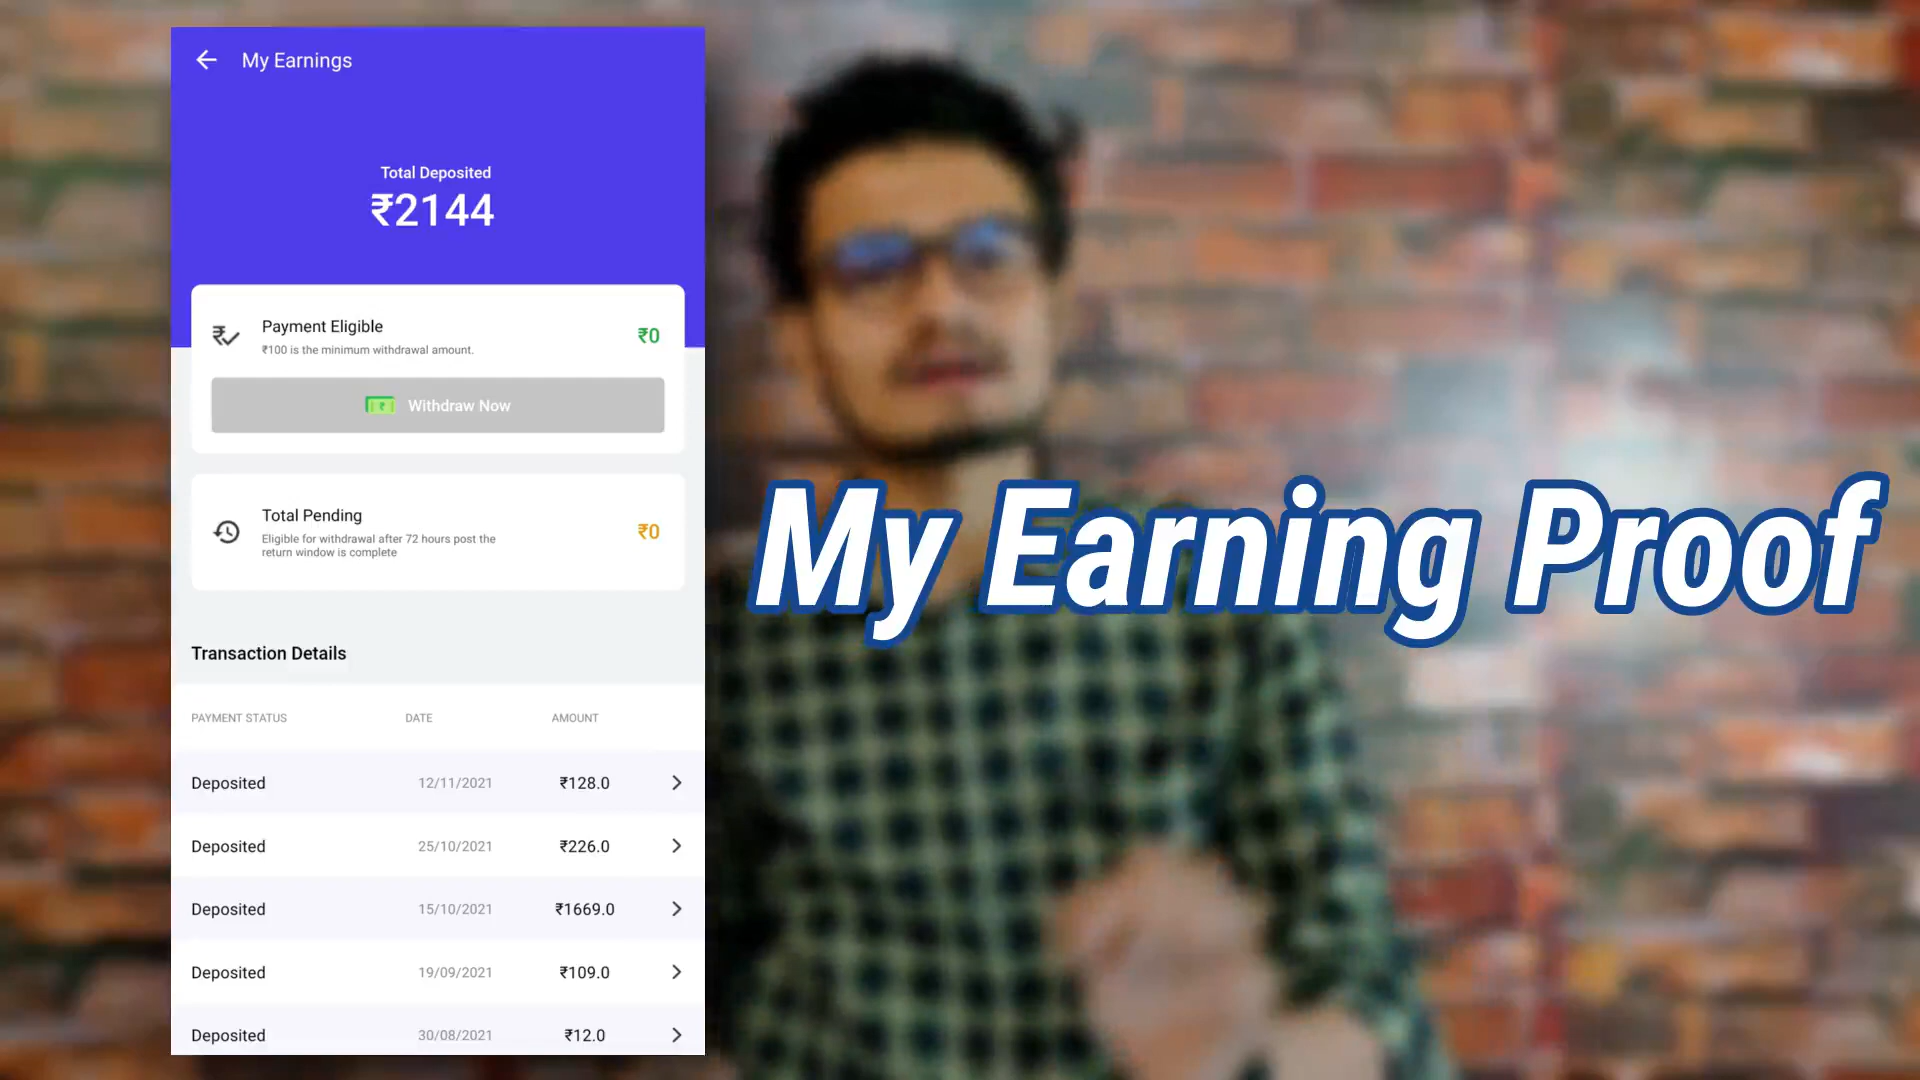 My Earnings
Total Deposited
₹2144
Payment Eligible
₹100 is the minimum withdrawal amount.
₹0
Withdraw Now
Total Pending
Eligible for withdrawal after 72 hours post the
return window is complete
₹0
My Earning Proof
Transaction Details
PAYMENT STATUS DATE AMOUNT
Deposited 12/11/2021 ₹128.0
Deposited 25/10/2021 ₹226.0
Deposited 15/10/2021 ₹1669.0
Deposited 19/09/2021 ₹109.0
Deposited 30/08/2021 ₹12.0